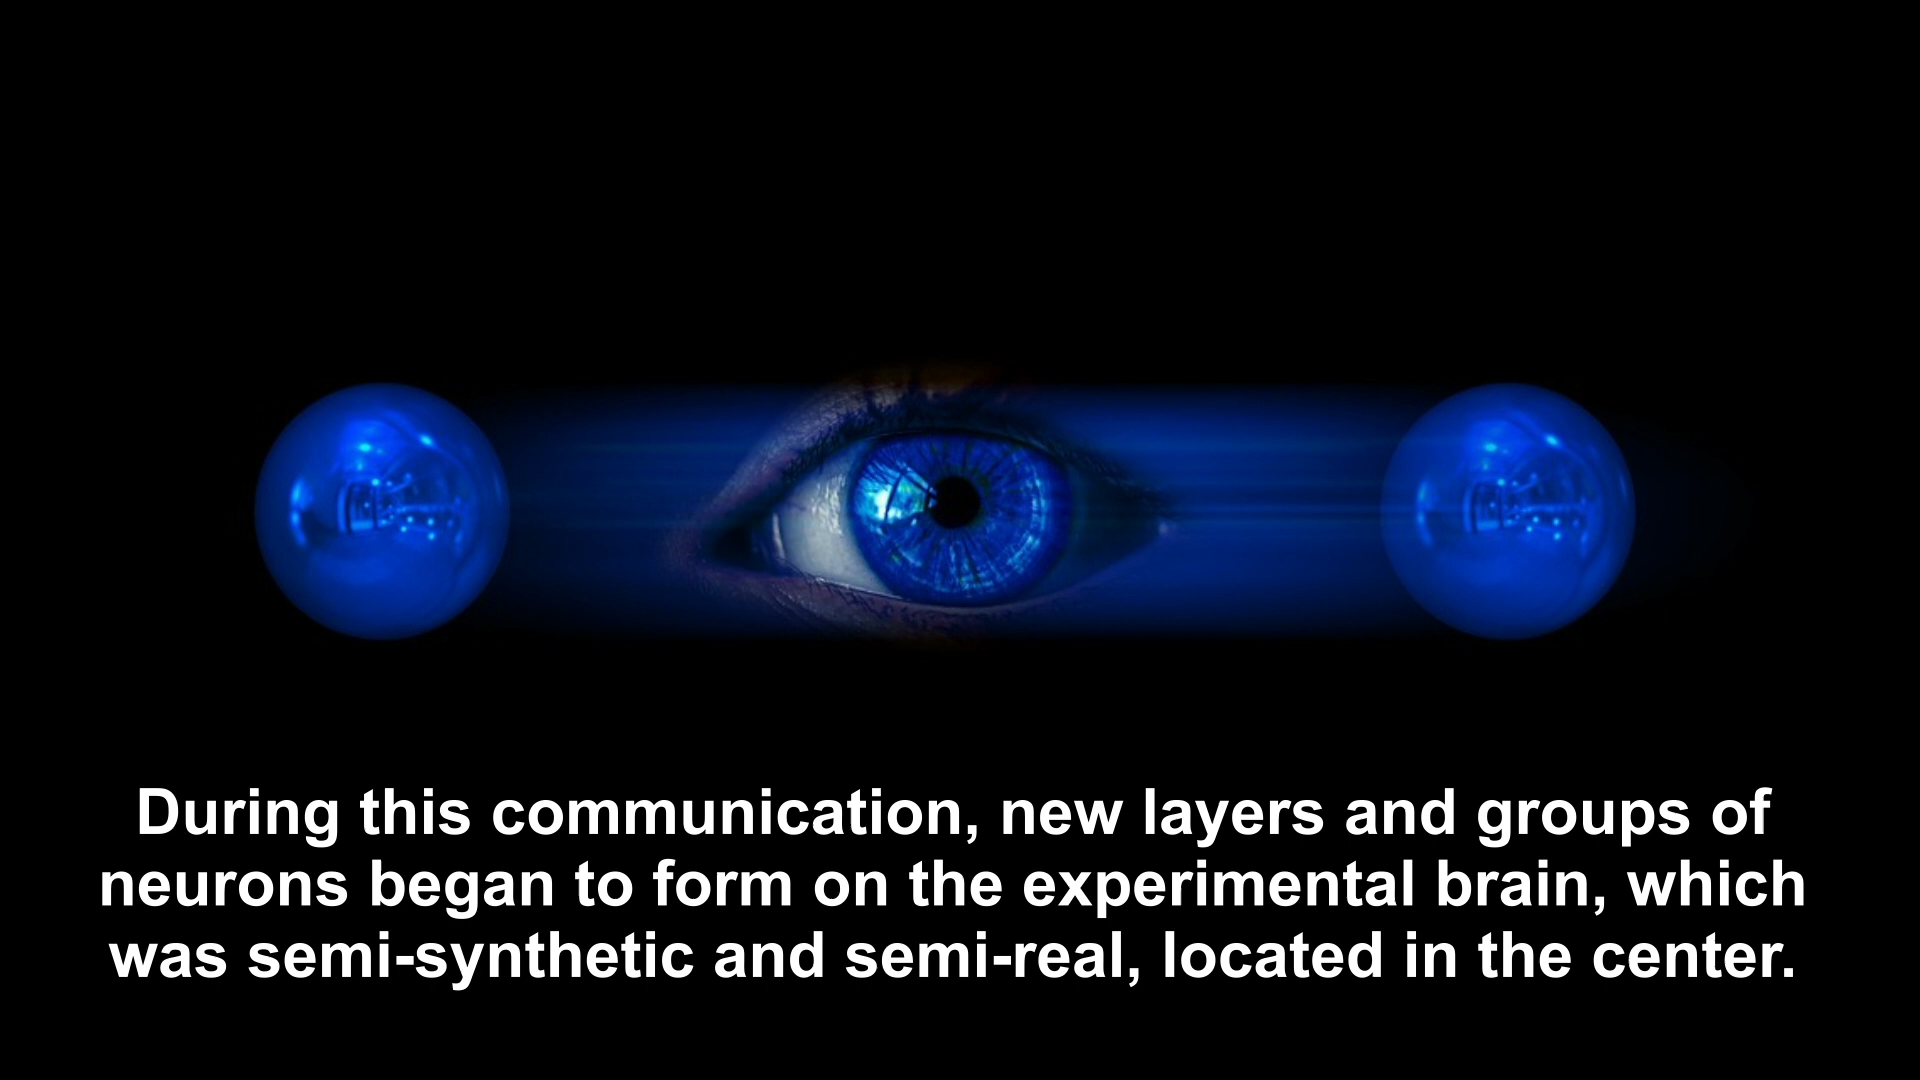 During this communication, new layers and groups of
neurons began to form on the experimental brain, which
was semi-synthetic and semi-real, located in the center.